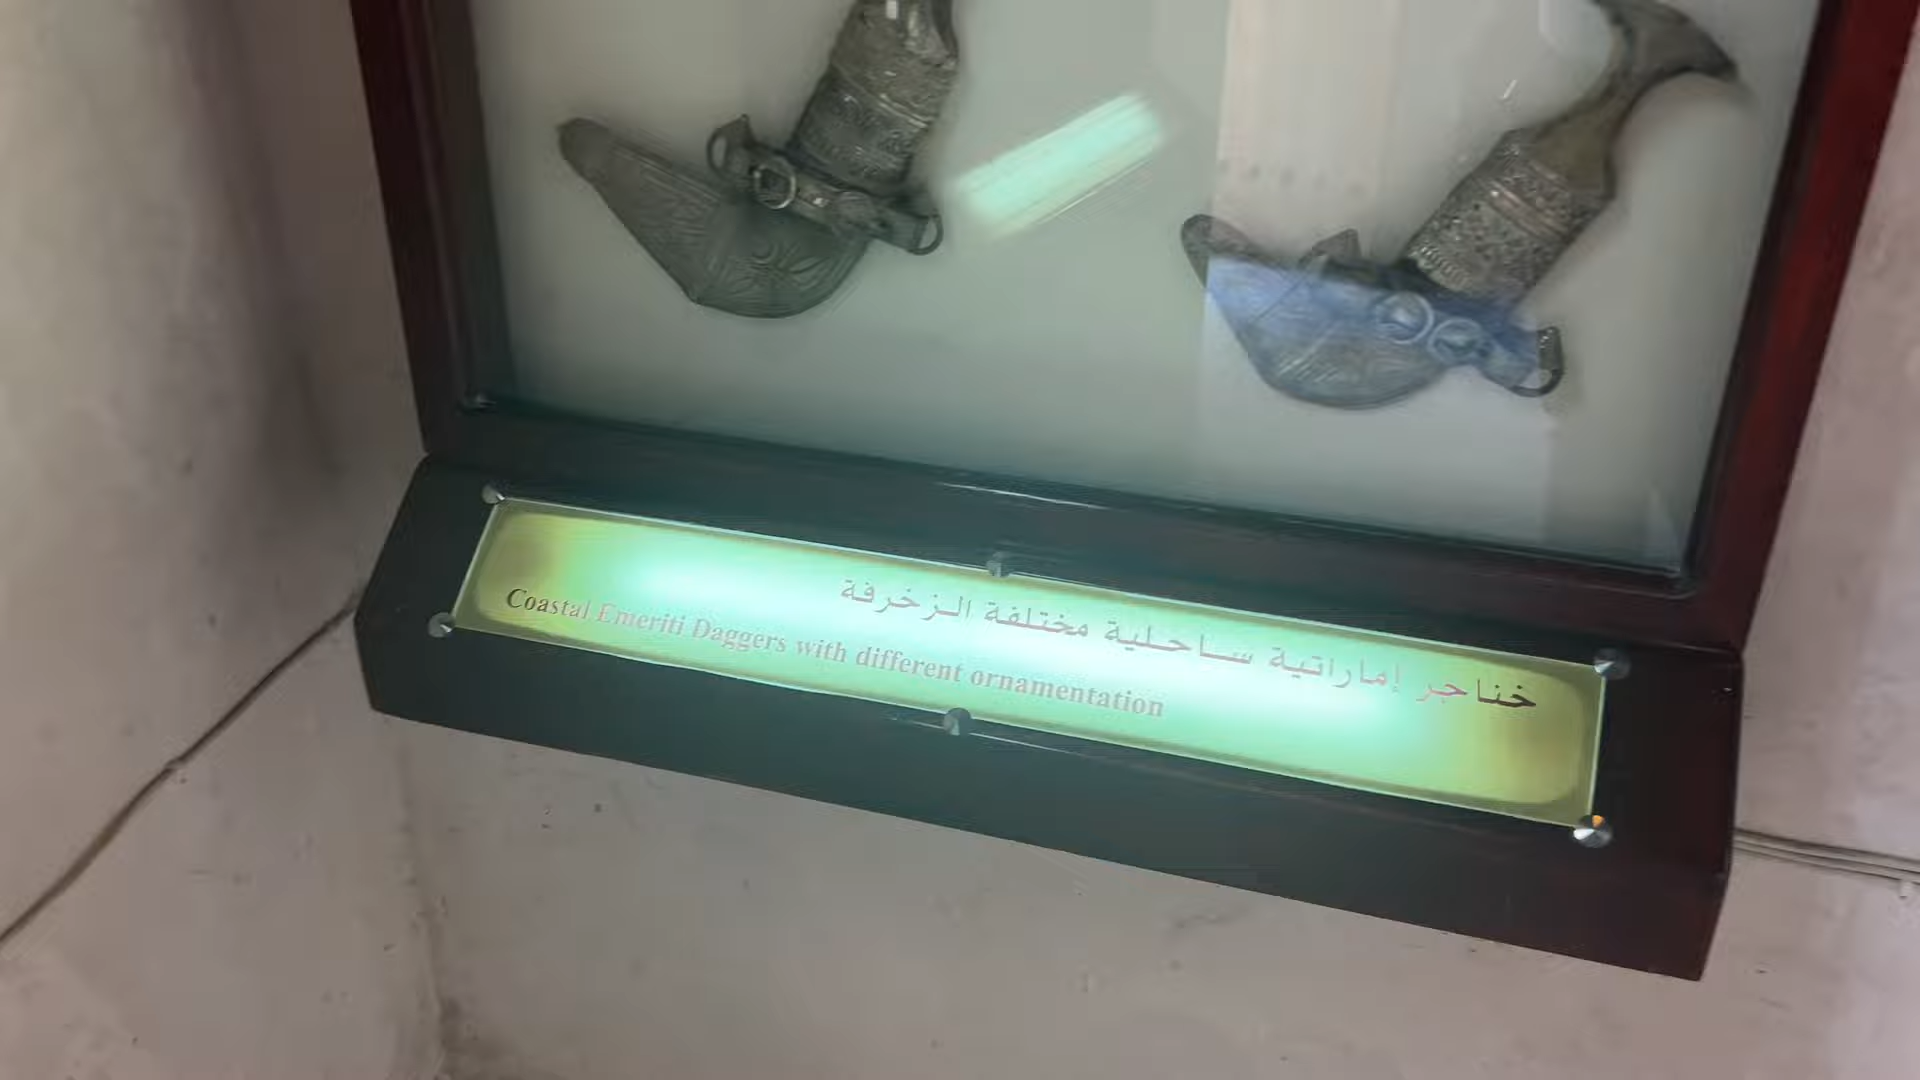 خناجر إماراتية ساحلية مختلفة الزخرفة
Coastal Emeriti Daggers with different ornamentation